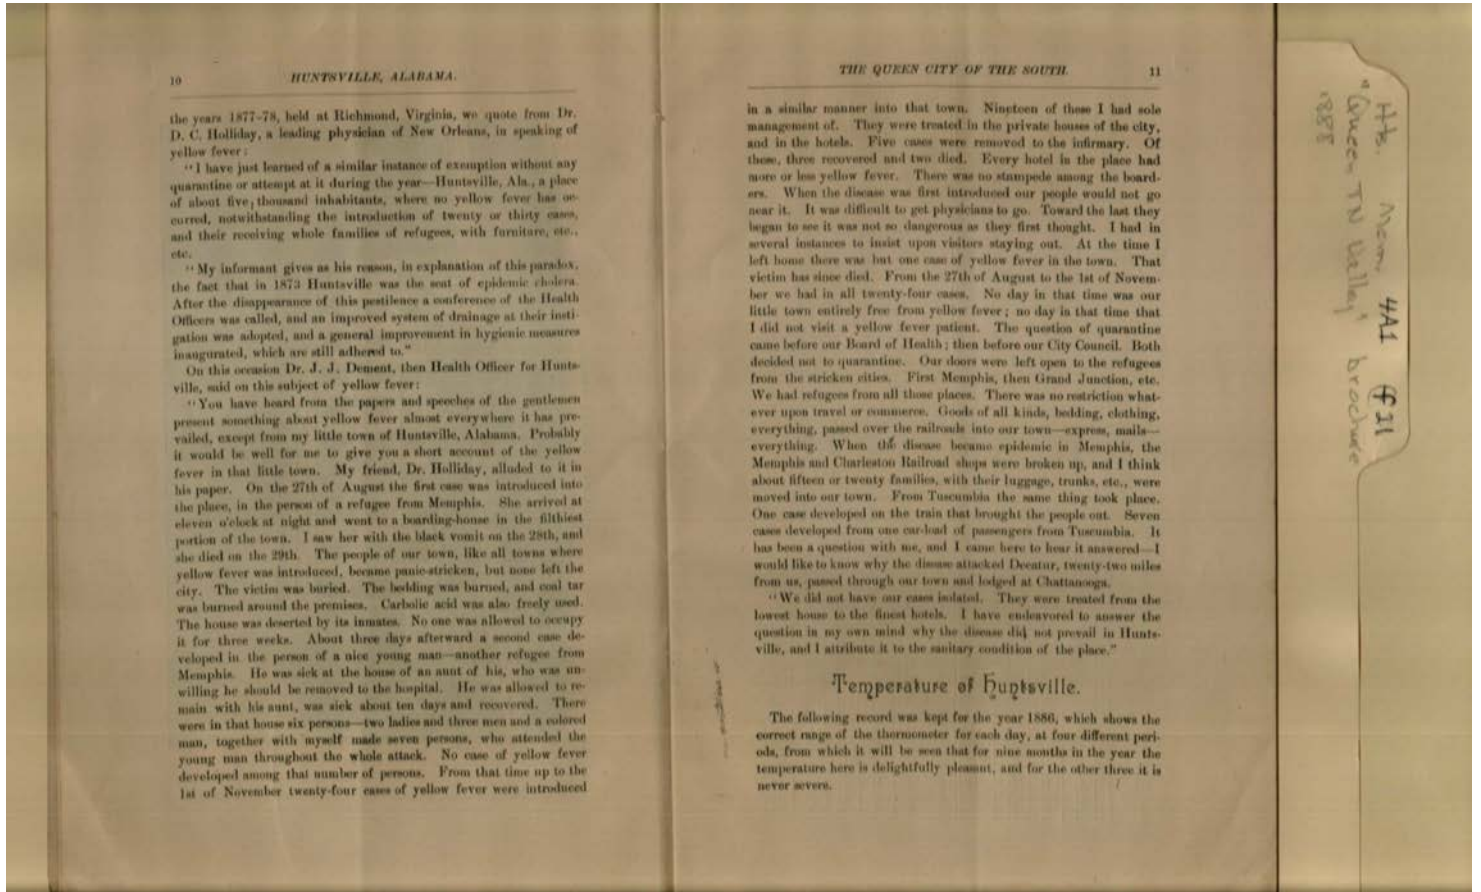 10
HUNTSVILLE, ALABAMA.
the years 1877-78, held at Richmond, Virginia, we quote from Dr.
D. C. Holliday, a leading physician of New Orleans, in speaking of
yellow fever:
"I have just learned of a similar instance of exemption without any
quarantine or attempt at it during the year—Huntsville, Ala., a place
of about five thousand inhabitants, where no yellow fever has oc-
curred, notwithstanding the introduction of twenty or thirty cases,
and their receiving whole families of refugees, with furniture, etc.,
etc.
"My informant gives as his reason, in explanation of this paradox,
the fact that in 1873 Huntsville was the seat of epidemic cholera.
After the disappearance of this pestilence a conference of the Health
Officers was called, and an improved system of drainage at their insti-
gation was adopted, and a general improvement in hygienic measures
inaugurated, which are still adhered to."
On this occasion Dr. J. J. Dement, then Health Officer for Hunts-
ville, said on this subject of yellow fever:
"You have heard from the papers and speeches of the gentlemen
present something about yellow fever almost everywhere it has pre-
vailed, except from my little town of Huntsville, Alabama. Probably
it would be well for me to give you a short account of the yellow
fever in that little town. My friend, Dr. Holliday, alluded to it in
his paper. On the 27th of August the first case was introduced into
the place, in the person of a refugee from Memphis. She arrived at
eleven o'clock at night and went to a boarding-house in the filthiest
portion of the town. I saw her with the black vomit on the 28th, and
she died on the 29th. The people of our town, like all towns where
yellow fever was introduced, became panic-stricken, but none left the
city. The victim was buried. The bedding was burned, and coal tar
was burned around the premises. Carbolic acid was also freely used.
The house was deserted by its inmates. No one was allowed to occupy
it for three weeks. About three days afterward a second case de-
veloped in the person of a nice young man—another refugee from
Memphis. He was sick at the house of an aunt of his, who was un-
willing he should be removed to the hospital. He was allowed to re-
main with his aunt, was sick about ten days and recovered. There
were in that house six persons—two ladies and three men and a colored
man, together with myself made seven persons, who attended the
young man throughout the whole attack. No case of yellow fever
developed among that number of persons. From that time up to the
1st of November twenty-four cases of yellow fever were introduced
THE QUEEN CITY OF THE SOUTH.
11
in a similar manner into that town. Nineteen of these I had sole
management of. They were treated in the private houses of the city,
and in the hotels. Five cases were removed to the infirmary. Of
these, three recovered and two died. Every hotel in the place had
more or less yellow fever. There was no stampede among the board-
ers. When the disease was first introduced our people would not go
near it. It was difficult to get physicians to go. Toward the last they
began to see it was not so dangerous as they first thought. I had in
several instances to insist upon visitors staying out. At the time I
left home there was but one case of yellow fever in the town. That
victim has since died. From the 27th of August to the 1st of Novem-
ber we had in all twenty-four cases. No day in that time was our
little town entirely free from yellow fever; no day in that time that
I did not visit a yellow fever patient. The question of quarantine
came before our Board of Health; then before our City Council. Both
decided not to quarantine. Our doors were left open to the refugees
from the stricken cities. First Memphis, then Grand Junction, etc.
We had refugees from all those places. There was no restriction what-
ever upon travel or commerce. Goods of all kinds, bedding, clothing,
everything, passed over the railroads into our town—express, mails—
everything. When the disease became epidemic in Memphis, the
Memphis and Charleston Railroad shops were broken up, and I think
about fifteen or twenty families, with their luggage, trunks, etc., were
moved into our town. From Tuscumbia the same thing took place.
One case developed on the train that brought the people out. Seven
cases developed from one car-load of passengers from Tuscumbia. It
has been a question with me, and I came here to hear it answered—I
would like to know why the disease attacked Decatur, twenty-two miles
from us, passed through our town and lodged at Chattanooga.
"We did not have our cases isolated. They were treated from the
lowest house to the finest hotels. I have endeavored to answer the
question in my own mind why the disease did not prevail in Hunts-
ville, and I attribute it to the sanitary condition of the place."
Temperature of Huntsville.
The following record was kept for the year 1886, which shows the
correct range of the thermometer for each day, at four different peri-
ods, from which it will be seen that for nine months in the year the
temperature here is delightfully pleasant, and for the other three it is
never severe.
4A1 f21
Hts. Mem.
"Queen TN Valley" brochure
1888